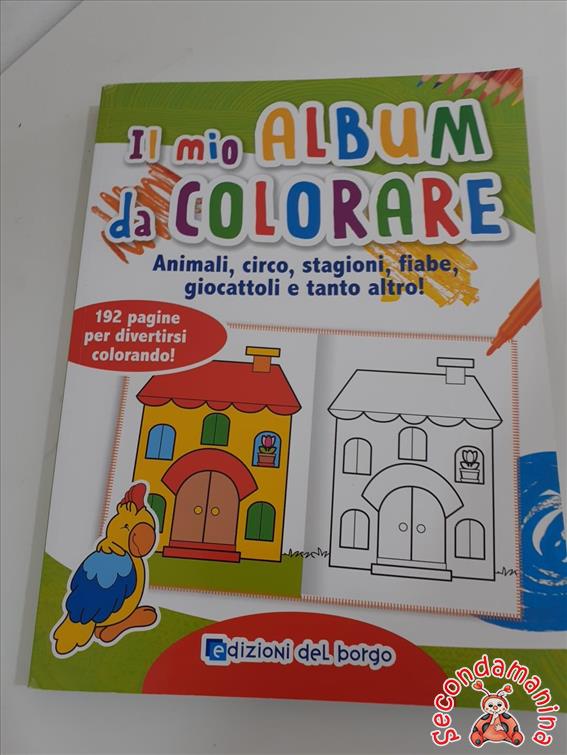 Il mio ALBUM
da COLORARE
Animali, circo, stagioni, fiabe,
giocattoli e tanto altro!
192 pagine
per divertirsi
colorando!
edizioni del borgo
Secondamanina